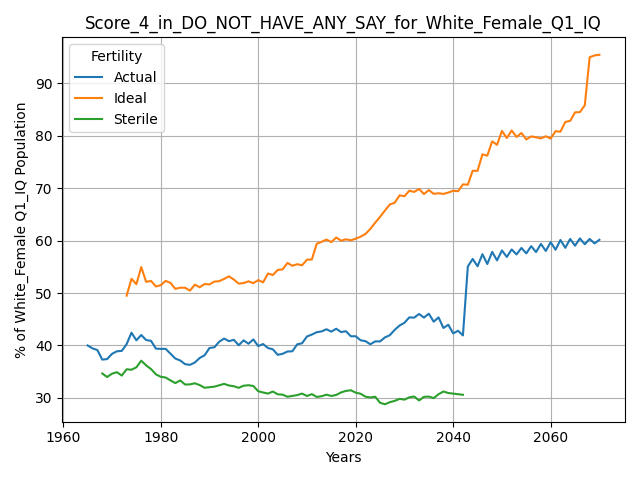 Score_4_in_DO_NOT_HAVE_ANY_SAY_for_White_Female_Q1_IQ
Fertility
Actual
Ideal
Sterile
% of White_Female Q1_IQ Population
90
80
70
60
50
40
30
1960
1980
2000
2020
2040
2060
Years